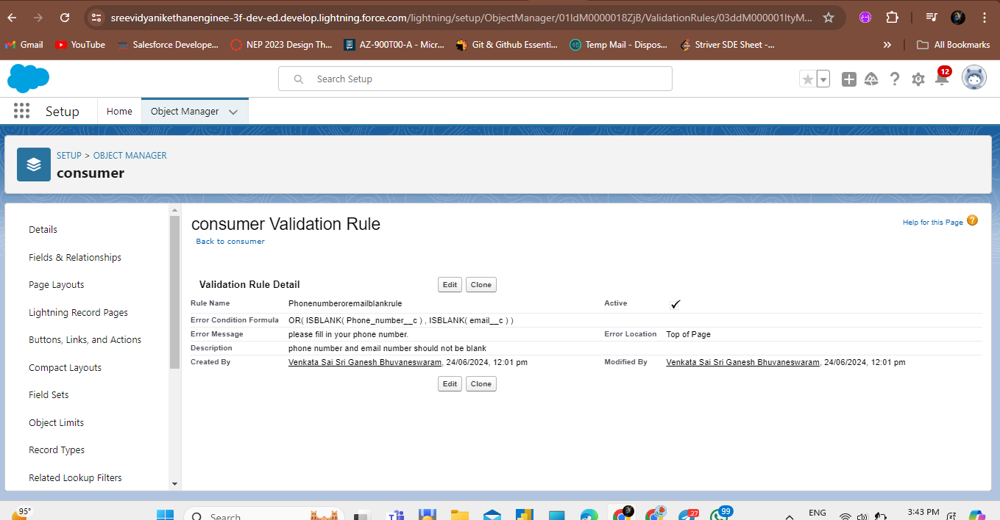 sreevidyanikethanenginee-3f-dev-ed.develop.lightning.force.com/lightning/setup/ObjectManager/01IdM0000018ZjB/ValidationRules/03ddM000001ItyM...
Gmail YouTube Salesforce Develope... NEP 2023 Design Th... AZ-900T00-A - Micr... Git & Github Essenti... Temp Mail - Dispos... Striver SDE Sheet -... » All Bookmarks
Search Setup
12
Setup Home Object Manager
SETUP > OBJECT MANAGER
consumer
Details
Fields & Relationships
Page Layouts
Lightning Record Pages
Buttons, Links, and Actions
Compact Layouts
Field Sets
Object Limits
Record Types
Related Lookup Filters
consumer Validation Rule
Help for this Page ?
Back to consumer
Validation Rule Detail Edit Clone
Rule Name Phonenumberoremailblankrule Active ✓
Error Condition Formula OR( ISBLANK( Phone_number__c ) , ISBLANK( email__c ) )
Error Message please fill in your phone number. Error Location Top of Page
Description phone number and email number should not be blank
Created By Venkata Sai Sri Ganesh Bhuvaneswaram, 24/06/2024, 12:01 pm Modified By Venkata Sai Sri Ganesh Bhuvaneswaram, 24/06/2024, 12:01 pm
Edit Clone
95° Search 27 99 ENG 3:43 PM